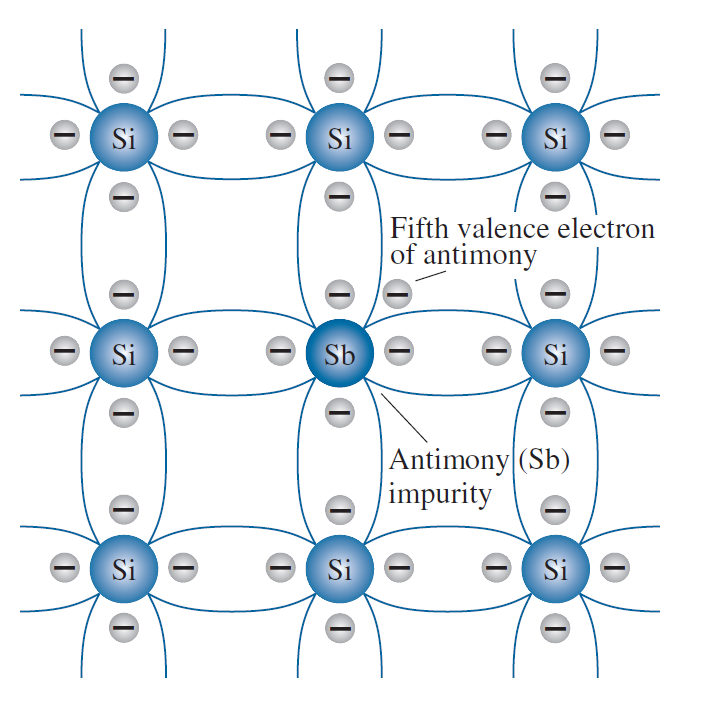 Si Si Si
Fifth valence electron
of antimony
Si Sb Si
Antimony (Sb)
impurity
Si Si Si